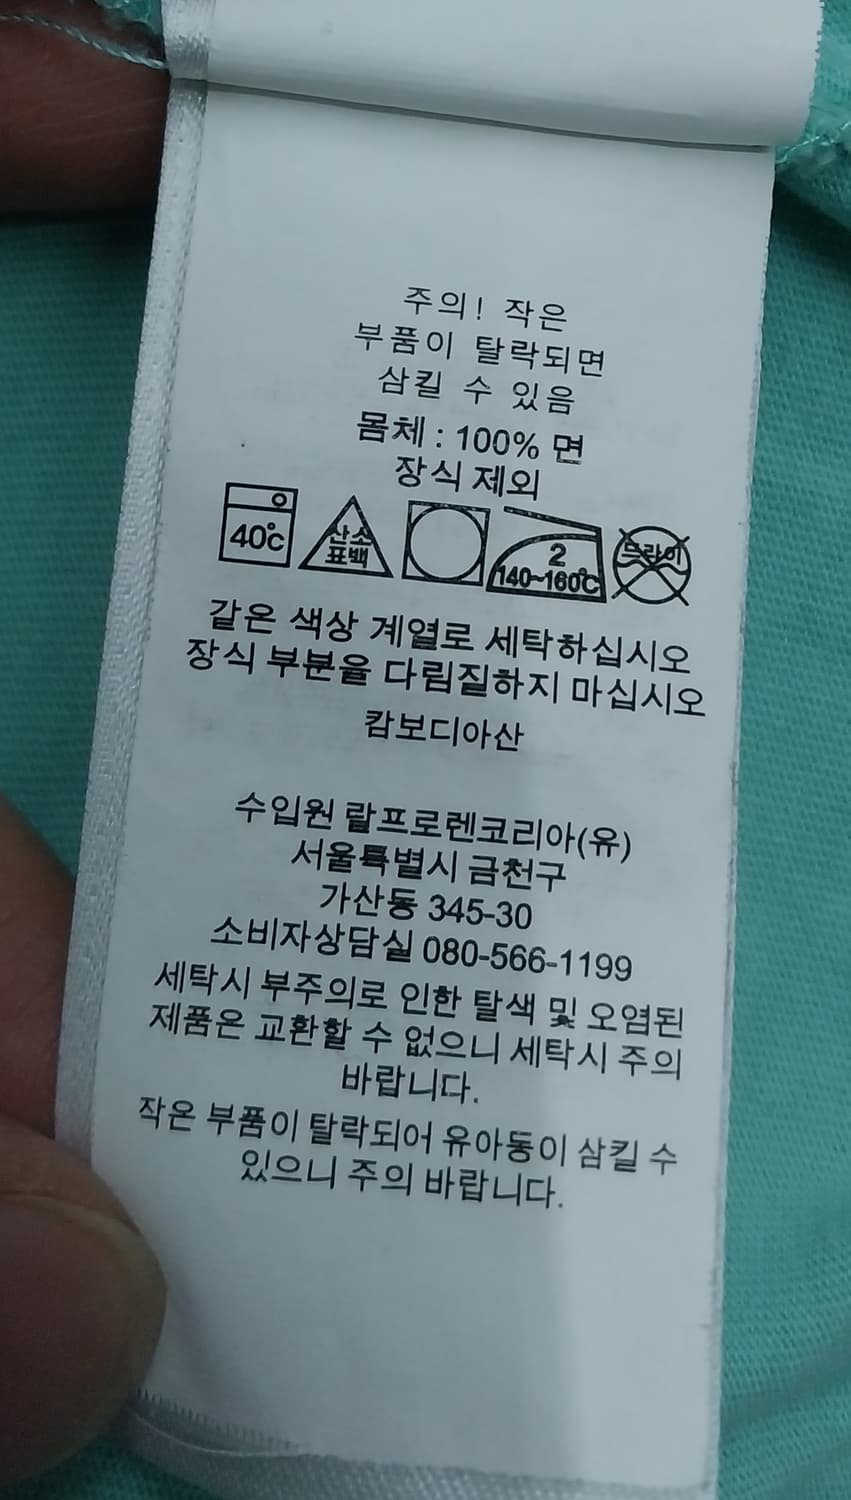 주의! 작은
부품이 탈락되면
삼킬 수 있음
몸체 : 100% 면
장식 제외
40℃
산소
표백
2
140~160℃
드라이
같은 색상 계열로 세탁하십시오
장식 부분을 다림질하지 마십시오
캄보디아산
수입원 랄프로렌코리아(유)
서울특별시 금천구
가산동 345-30
소비자상담실 080-566-1199
세탁시 부주의로 인한 탈색 및 오염된
제품은 교환할 수 없으니 세탁시 주의
바랍니다.
작은 부품이 탈락되어 유아동이 삼킬 수
있으니 주의 바랍니다.